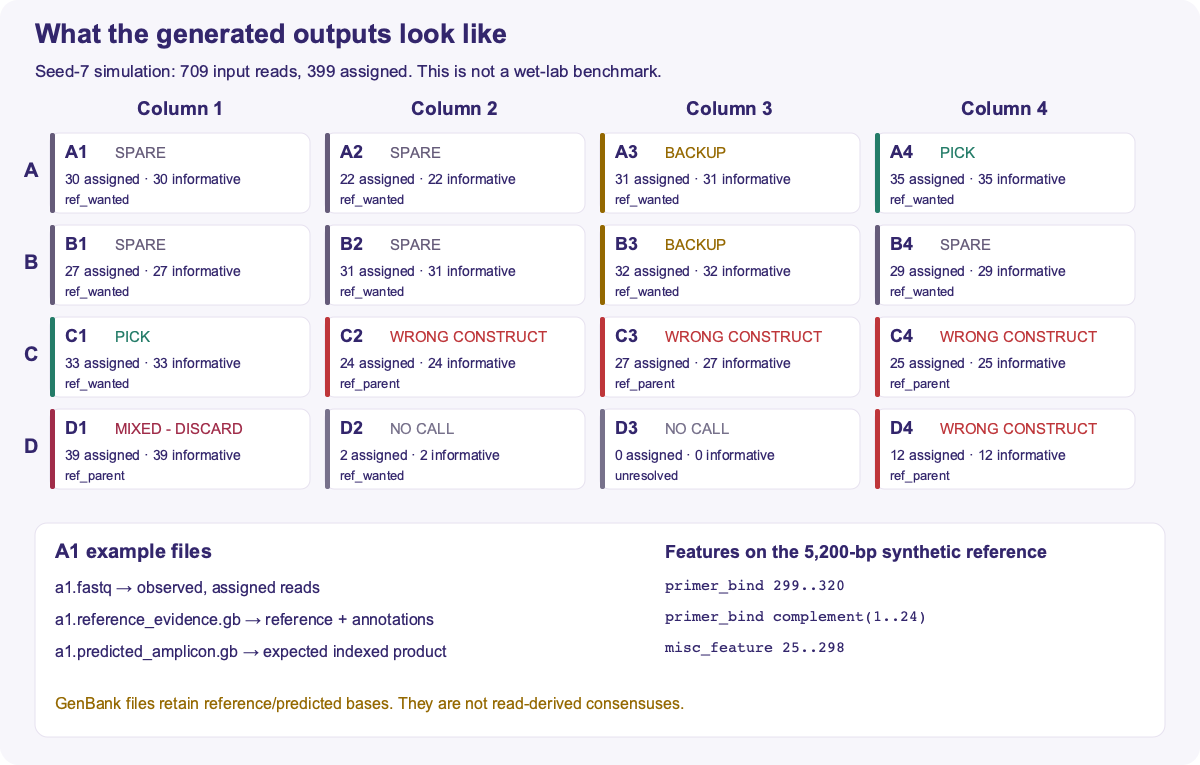 What the generated outputs look like
Seed-7 simulation: 709 input reads, 399 assigned. This is not a wet-lab benchmark.
Column 1 Column 2 Column 3 Column 4
A
A1 SPARE
30 assigned · 30 informative
ref_wanted
A2 SPARE
22 assigned · 22 informative
ref_wanted
A3 BACKUP
31 assigned · 31 informative
ref_wanted
A4 PICK
35 assigned · 35 informative
ref_wanted
B
B1 SPARE
27 assigned · 27 informative
ref_wanted
B2 SPARE
31 assigned · 31 informative
ref_wanted
B3 BACKUP
32 assigned · 32 informative
ref_wanted
B4 SPARE
29 assigned · 29 informative
ref_wanted
C
C1 PICK
33 assigned · 33 informative
ref_wanted
C2 WRONG CONSTRUCT
24 assigned · 24 informative
ref_parent
C3 WRONG CONSTRUCT
27 assigned · 27 informative
ref_parent
C4 WRONG CONSTRUCT
25 assigned · 25 informative
ref_parent
D
D1 MIXED - DISCARD
39 assigned · 39 informative
ref_parent
D2 NO CALL
2 assigned · 2 informative
ref_wanted
D3 NO CALL
0 assigned · 0 informative
unresolved
D4 WRONG CONSTRUCT
12 assigned · 12 informative
ref_parent
A1 example files
a1.fastq → observed, assigned reads
a1.reference_evidence.gb → reference + annotations
a1.predicted_amplicon.gb → expected indexed product
Features on the 5,200-bp synthetic reference
primer_bind 299..320
primer_bind complement(1..24)
misc_feature 25..298
GenBank files retain reference/predicted bases. They are not read-derived consensuses.